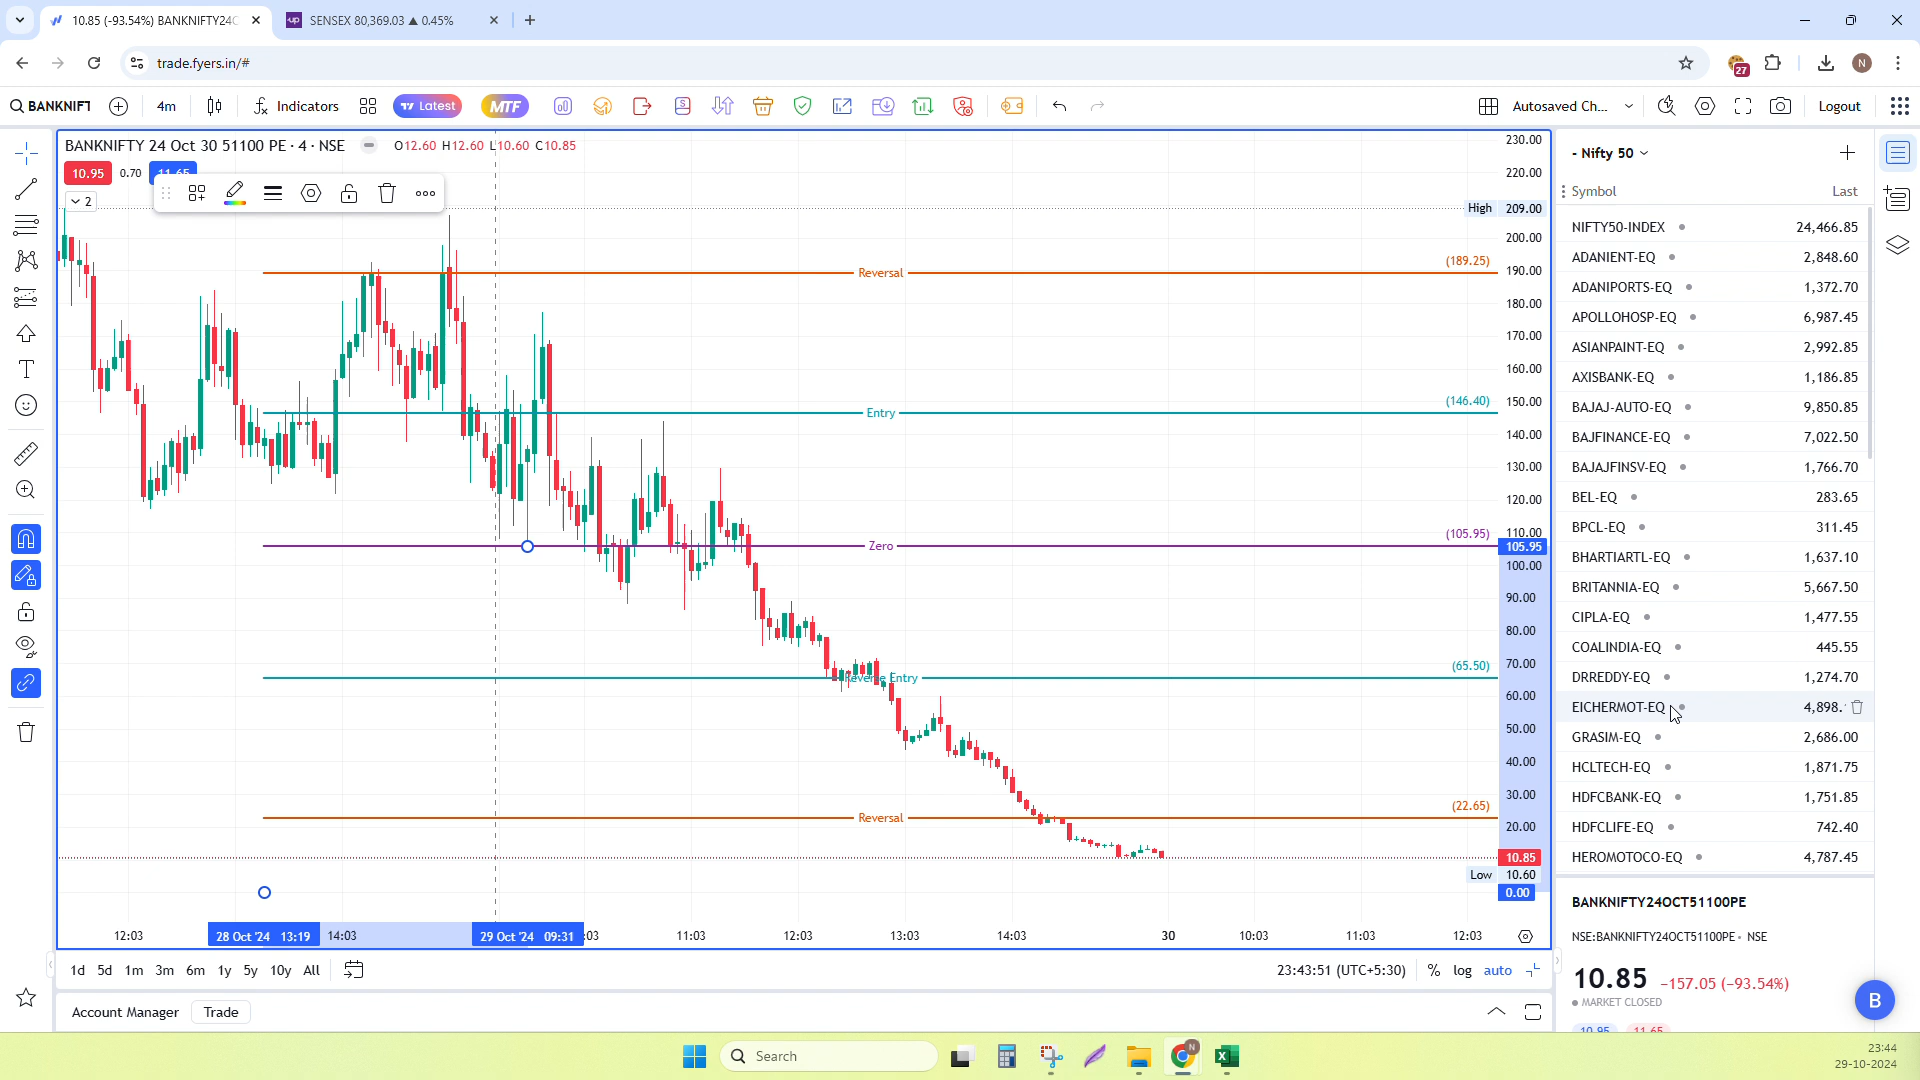 10.85 (-93.54%) BANKNIFTY24C
SENSEX 80,369.03 ▲ 0.45%
trade.fyers.in/#
27
N
BANKNIFT
4m
Indicators
Latest
MTF
Autosaved Ch...
Logout
BANKNIFTY 24 Oct 30 51100 PE · 4 · NSE
O12.60 H12.60 L10.60 C10.85
10.95
0.70
11.65
2
230.00
220.00
High 209.00
200.00
(189.25)
Reversal
190.00
180.00
170.00
160.00
(146.40)
Entry
150.00
140.00
130.00
120.00
110.00
(105.95)
Zero
105.95
100.00
90.00
80.00
70.00
(65.50)
Reverse Entry
60.00
50.00
40.00
30.00
(22.65)
Reversal
20.00
10.85
Low 10.60
0.00
12:03
28 Oct '24 13:19
14:03
29 Oct '24 09:31
:03
11:03
12:03
13:03
14:03
30
10:03
11:03
12:03
1d 5d 1m 3m 6m 1y 5y 10y All
23:43:51 (UTC+5:30)
% log auto
Account Manager
Trade
- Nifty 50
Symbol Last
NIFTY50-INDEX 24,466.85
ADANIENT-EQ 2,848.60
ADANIPORTS-EQ 1,372.70
APOLLOHOSP-EQ 6,987.45
ASIANPAINT-EQ 2,992.85
AXISBANK-EQ 1,186.85
BAJAJ-AUTO-EQ 9,850.85
BAJFINANCE-EQ 7,022.50
BAJAJFINSV-EQ 1,766.70
BEL-EQ 283.65
BPCL-EQ 311.45
BHARTIARTL-EQ 1,637.10
BRITANNIA-EQ 5,667.50
CIPLA-EQ 1,477.55
COALINDIA-EQ 445.55
DRREDDY-EQ 1,274.70
EICHERMOT-EQ 4,898.
GRASIM-EQ 2,686.00
HCLTECH-EQ 1,871.75
HDFCBANK-EQ 1,751.85
HDFCLIFE-EQ 742.40
HEROMOTOCO-EQ 4,787.45
BANKNIFTY24OCT51100PE
NSE:BANKNIFTY24OCT51100PE · NSE
10.85 -157.05 (-93.54%)
MARKET CLOSED
10.95 11.65
B
Search
N
23:44
29-10-2024